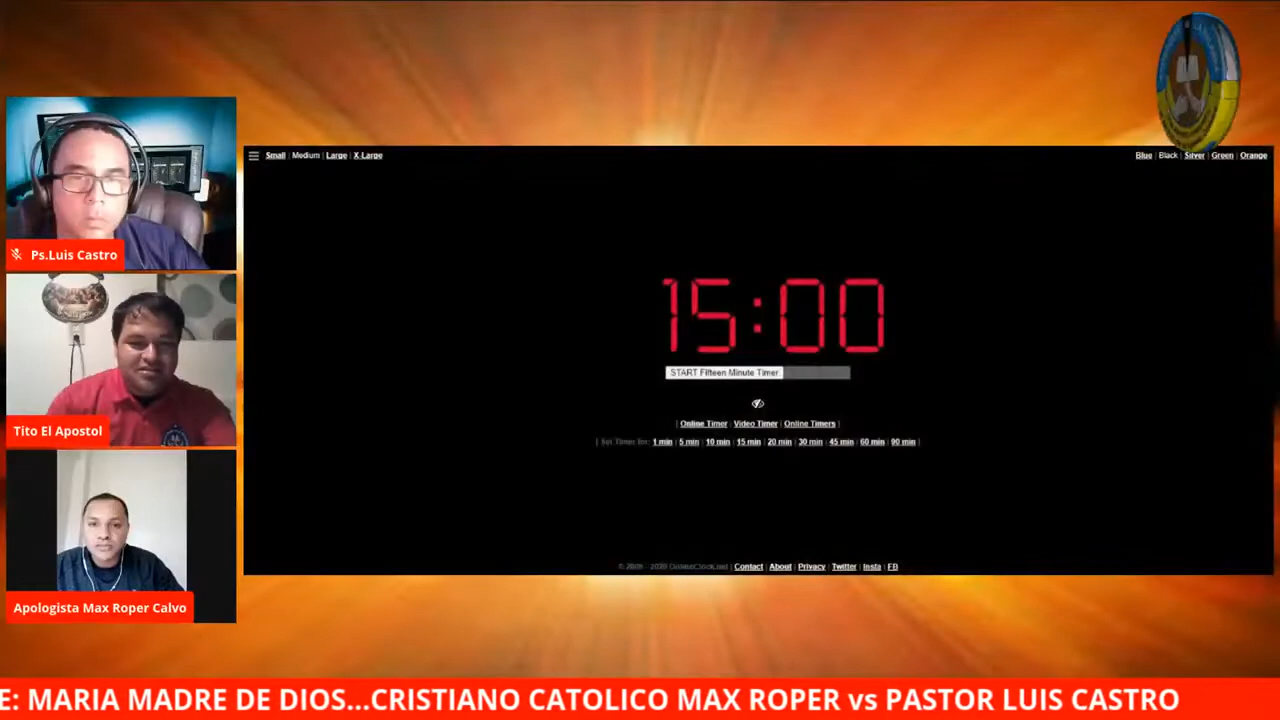 Small | Medium | Large | X-Large
Blue | Black | Silver | Green | Orange
Ps.Luis Castro
15:00
START Fifteen Minute Timer
| Online Timer | Video Timer | Online Timers |
Tito El Apostol
| Set Timer for: 1 min | 5 min | 10 min | 15 min | 20 min | 30 min | 45 min | 60 min | 90 min |
Contact | About | Privacy | Twitter | Insta | FB
Apologista Max Roper Calvo
E: MARIA MADRE DE DIOS...CRISTIANO CATOLICO MAX ROPER vs PASTOR LUIS CASTRO